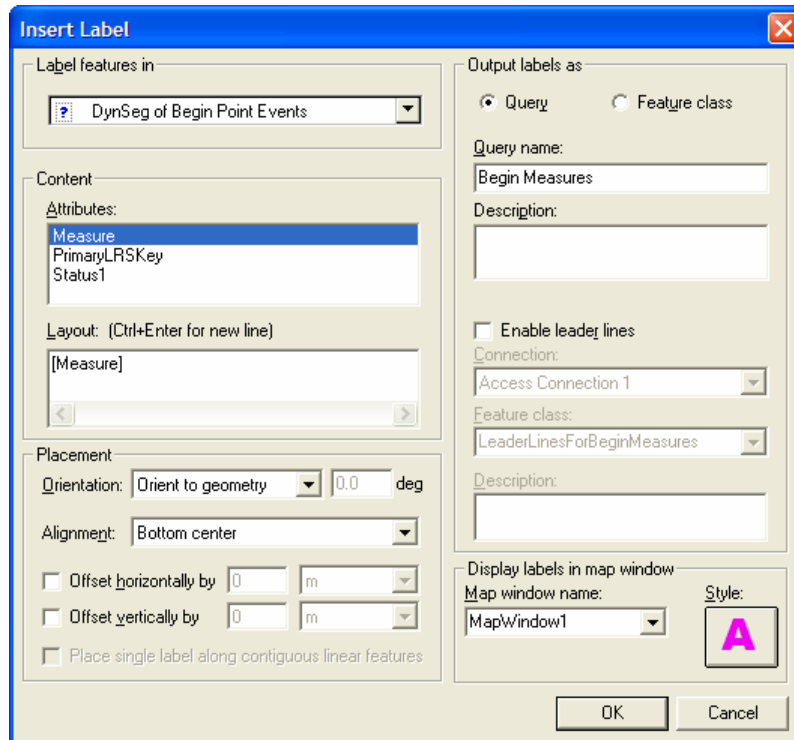 Insert Label
Label features in
? DynSeg of Begin Point Events
Content
Attributes:
Measure
PrimaryLRSKey
Status1
Layout: (Ctrl+Enter for new line)
[Measure]
Placement
Orientation: Orient to geometry 0.0 deg
Alignment: Bottom center
Offset horizontally by 0 m
Offset vertically by 0 m
Place single label along contiguous linear features
Output labels as
Query Feature class
Query name:
Begin Measures
Description:
Enable leader lines
Connection:
Access Connection 1
Feature class:
LeaderLinesForBeginMeasures
Description:
Display labels in map window
Map window name: Style:
MapWindow1 A
OK Cancel